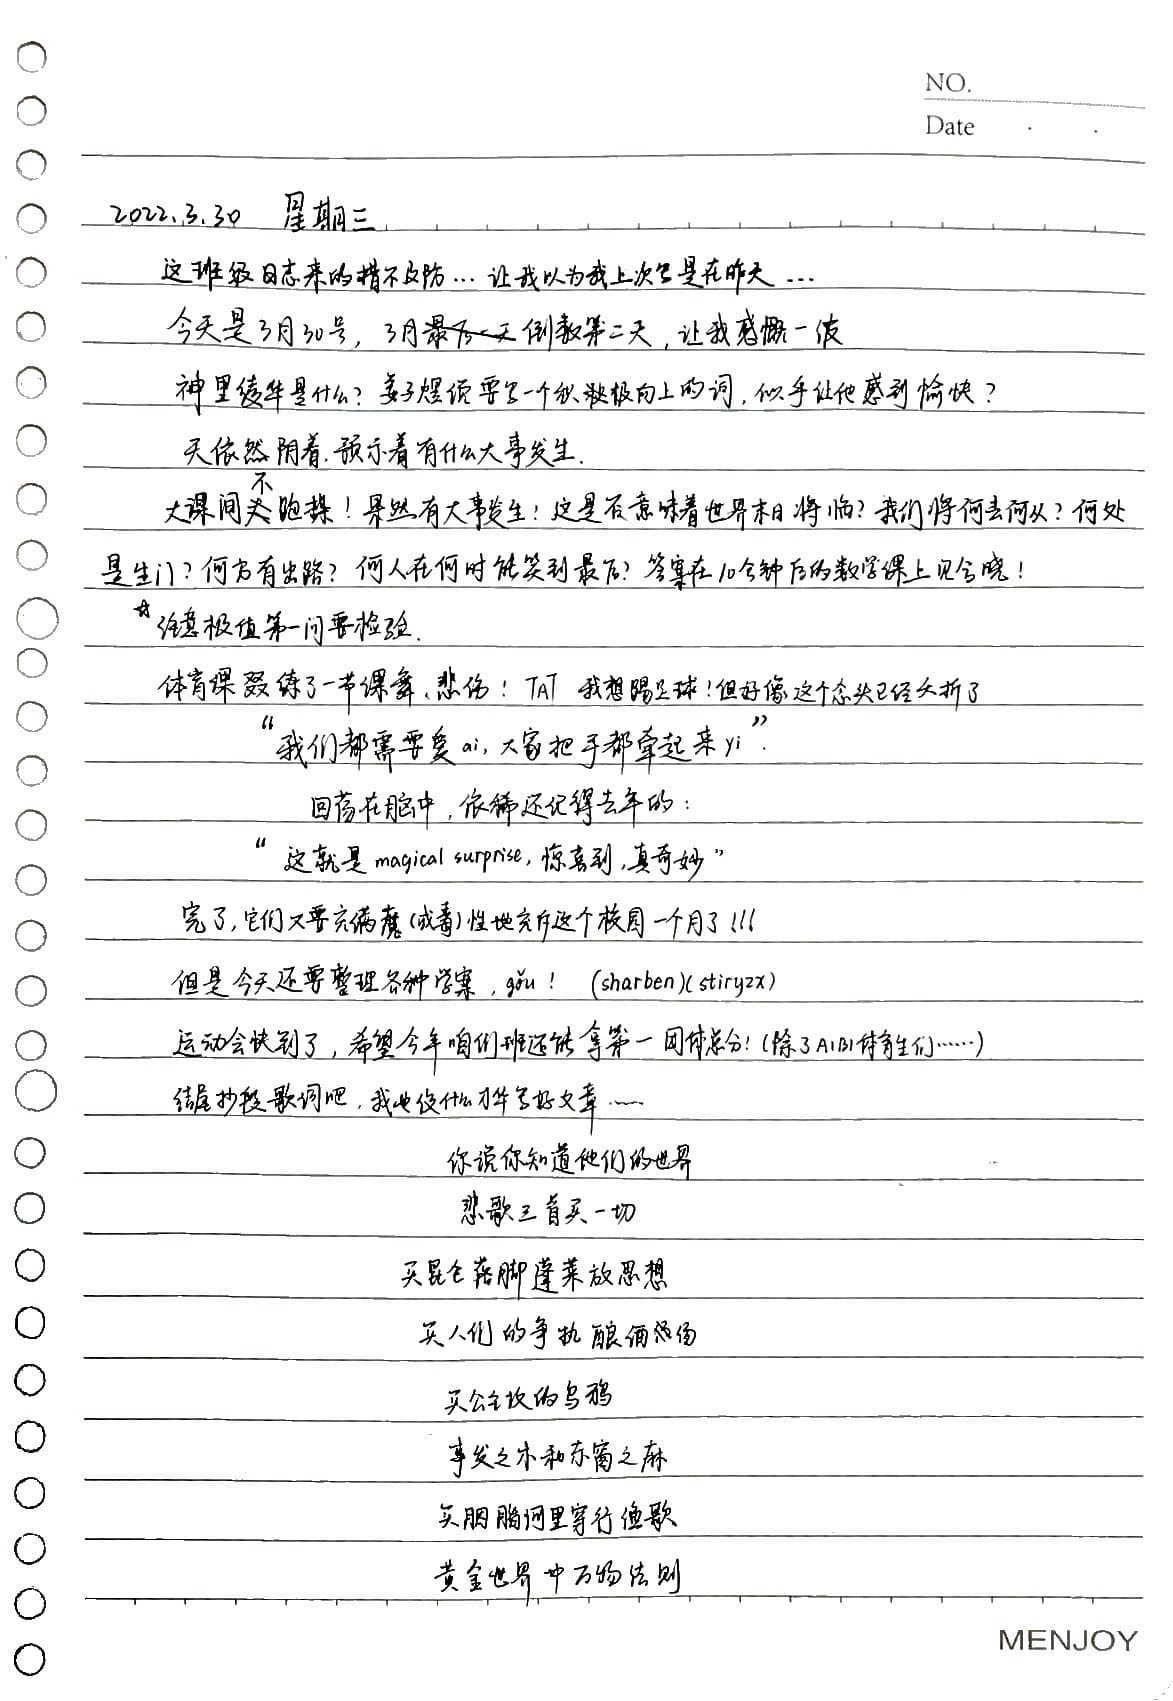 NO.
Date
2022.3.30 星期三
这班级日志来的措不及防…让我以为我上次写是在昨天…
今天是3月30号，3月最后一天倒数第二天，让我感慨一波
神里绫华是什么？姜子煜说要写一个积极向上的词，似乎让他感到愉快？
天依然阴着.预示着有什么大事发生.
大课间不跑操！果然有大事发生！这是否意味着世界末日将临？我们将何去何从？何处
是生门？何方有出路？何人在何时能笑到最后？答案在10分钟后的数学课上见分晓！
☆注意极值第一问要检验.
体育课又练了一节课舞、悲伤！TAT 我想踢足球！但好像这个念头已经夭折了
“我们都需要爱ai，大家把手都牵起来yi”.
回荡在脑中，依稀还记得去年的：
“这就是magical surprise，惊喜到，真奇妙”
完了，它们又要充满魔(或毒)性地充斥这个校园一个月了！！！
但是今天还要整理各种学案，gǒu！ (sharben)(stiryzx)
运动会快到了，希望今年咱们班还能拿第一团体总分！(除了A1B1体育生们……)
结尾抄段歌词吧，我也没什么才华写好文章……
你说你知道他们的世界
悲歌三首买一切
买昆仑落脚蓬莱放思想
买人们的争执酿酒汤
买公主坟的乌鸦
事发之木和东窗之麻
买胭脂河里穿行渔歌
黄金世界中万物法则
MENJOY